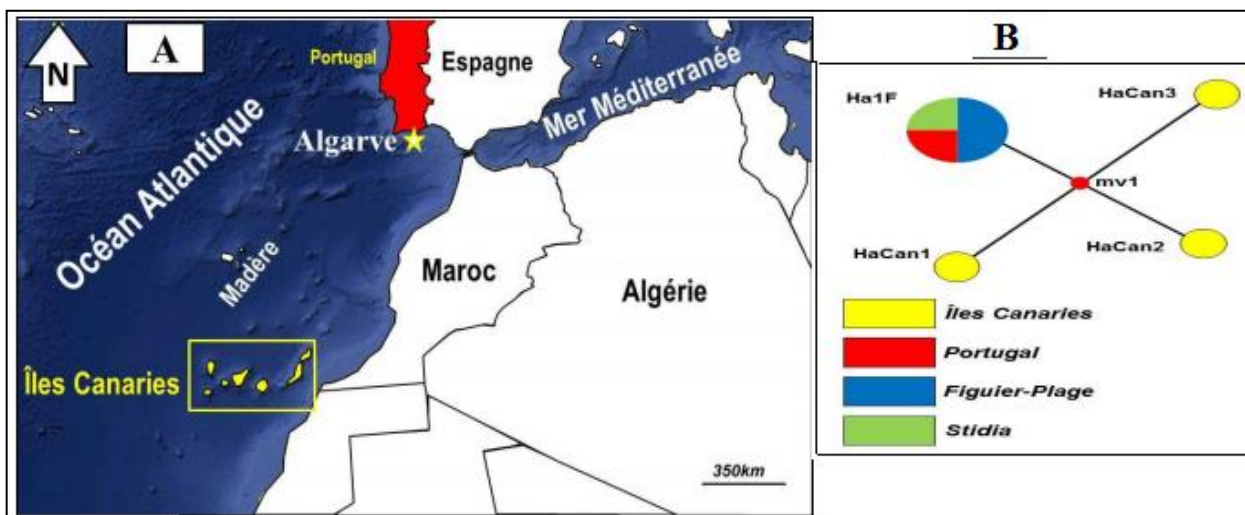 A
N
Portugal
Espagne
Mer Méditerranée
Algarve
Océan Atlantique
Madère
Maroc
Algérie
Îles Canaries
350km
B
Ha1F
HaCan3
mv1
HaCan1
HaCan2
Îles Canaries
Portugal
Figuier-Plage
Stidia